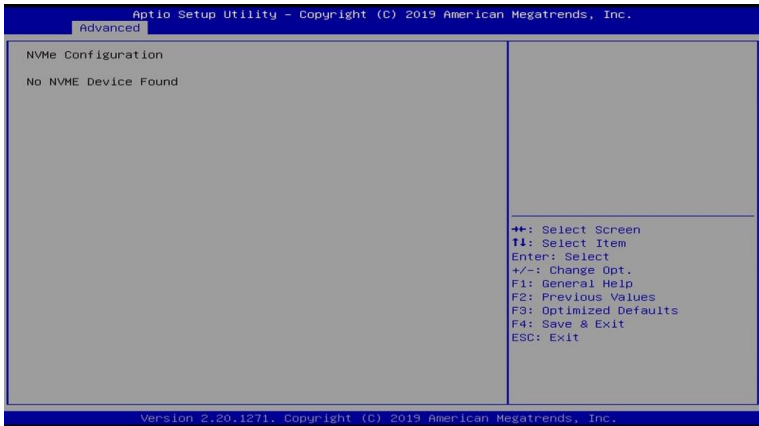 Aptio Setup Utility – Copyright (C) 2019 American Megatrends, Inc.
Advanced
NVMe Configuration
No NVME Device Found
→←: Select Screen
↑↓: Select Item
Enter: Select
+/-: Change Opt.
F1: General Help
F2: Previous Values
F3: Optimized Defaults
F4: Save & Exit
ESC: Exit
Version 2.20.1271. Copyright (C) 2019 American Megatrends, Inc.